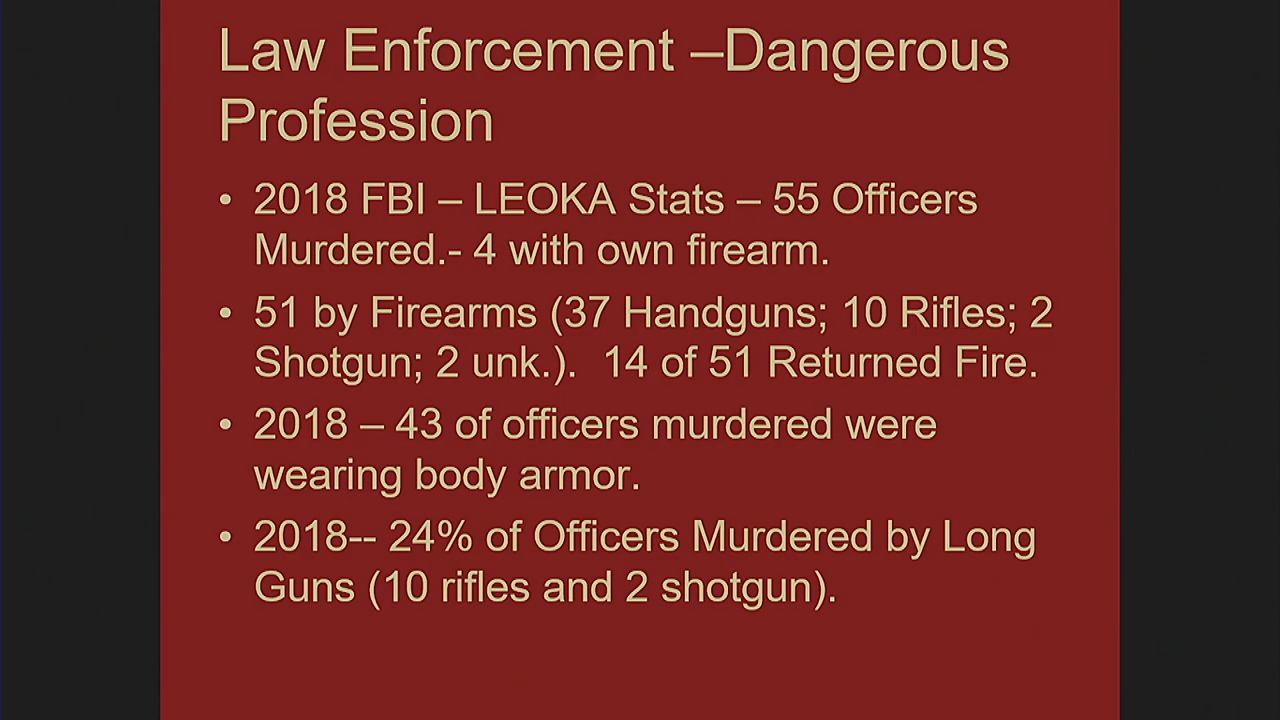 Law Enforcement –Dangerous
Profession
• 2018 FBI – LEOKA Stats – 55 Officers
Murdered.- 4 with own firearm.
• 51 by Firearms (37 Handguns; 10 Rifles; 2
Shotgun; 2 unk.).  14 of 51 Returned Fire.
• 2018 – 43 of officers murdered were
wearing body armor.
• 2018-- 24% of Officers Murdered by Long
Guns (10 rifles and 2 shotgun).